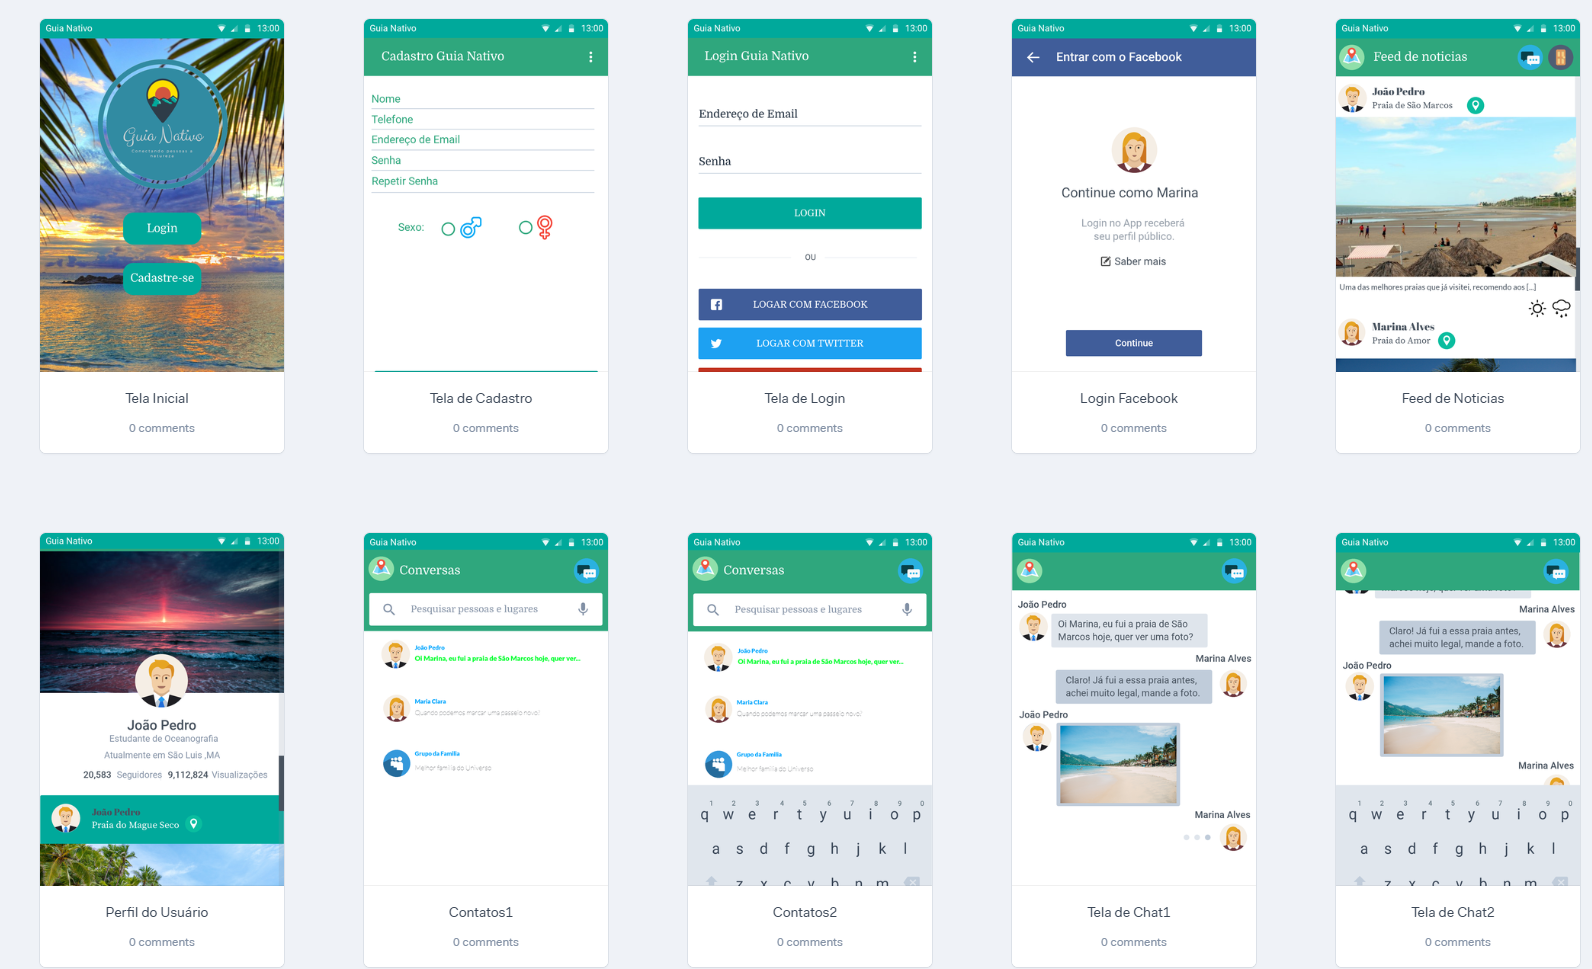 Guia Nativo 13:00
Guia Nativo
Conectando pessoas e
natureza
Login
Cadastre-se
Tela Inicial
0 comments
Guia Nativo 13:00
Cadastro Guia Nativo
Nome
Telefone
Endereço de Email
Senha
Repetir Senha
Sexo:
Tela de Cadastro
0 comments
Guia Nativo 13:00
Login Guia Nativo
Endereço de Email
Senha
LOGIN
OU
LOGAR COM FACEBOOK
LOGAR COM TWITTER
Tela de Login
0 comments
Guia Nativo 13:00
Entrar com o Facebook
Continue como Marina
Login no App receberá
seu perfil público.
Saber mais
Continue
Login Facebook
0 comments
Guia Nativo 13:00
Feed de noticias
João Pedro
Praia de São Marcos
Uma das melhores praias que já visitei, recomendo aos [...]
Marina Alves
Praia do Amor
Feed de Noticias
0 comments
Guia Nativo 13:00
João Pedro
Estudante de Oceanografia
Atualmente em São Luis ,MA
20,583 Seguidores 9,112,824 Visualizações
João Pedro
Praia do Mague Seco
Perfil do Usuário
0 comments
Guia Nativo 13:00
Conversas
Pesquisar pessoas e lugares
João Pedro
Oi Marina, eu fui a praia de São Marcos hoje, quer ver...
Maria Clara
Quando podemos marcar uma passeio novo?
Grupo da Família
Melhor família do Universo
Contatos1
0 comments
Guia Nativo 13:00
Conversas
Pesquisar pessoas e lugares
João Pedro
Oi Marina, eu fui a praia de São Marcos hoje, quer ver...
Maria Clara
Quando podemos marcar uma passeio novo?
Grupo da Família
Melhor família do Universo
1 2 3 4 5 6 7 8 9 0
q w e r t y u i o p
a s d f g h j k l
z x c v b n m
Contatos2
0 comments
Guia Nativo 13:00
João Pedro
Oi Marina, eu fui a praia de São
Marcos hoje, quer ver uma foto?
Marina Alves
Claro! Já fui a essa praia antes,
achei muito legal, mande a foto.
João Pedro
Marina Alves
Tela de Chat1
0 comments
Guia Nativo 13:00
Marcos hoje, quer ver uma foto?
Marina Alves
Claro! Já fui a essa praia antes,
achei muito legal, mande a foto.
João Pedro
Marina Alves
1 2 3 4 5 6 7 8 9 0
q w e r t y u i o p
a s d f g h j k l
z x c v b n m
Tela de Chat2
0 comments